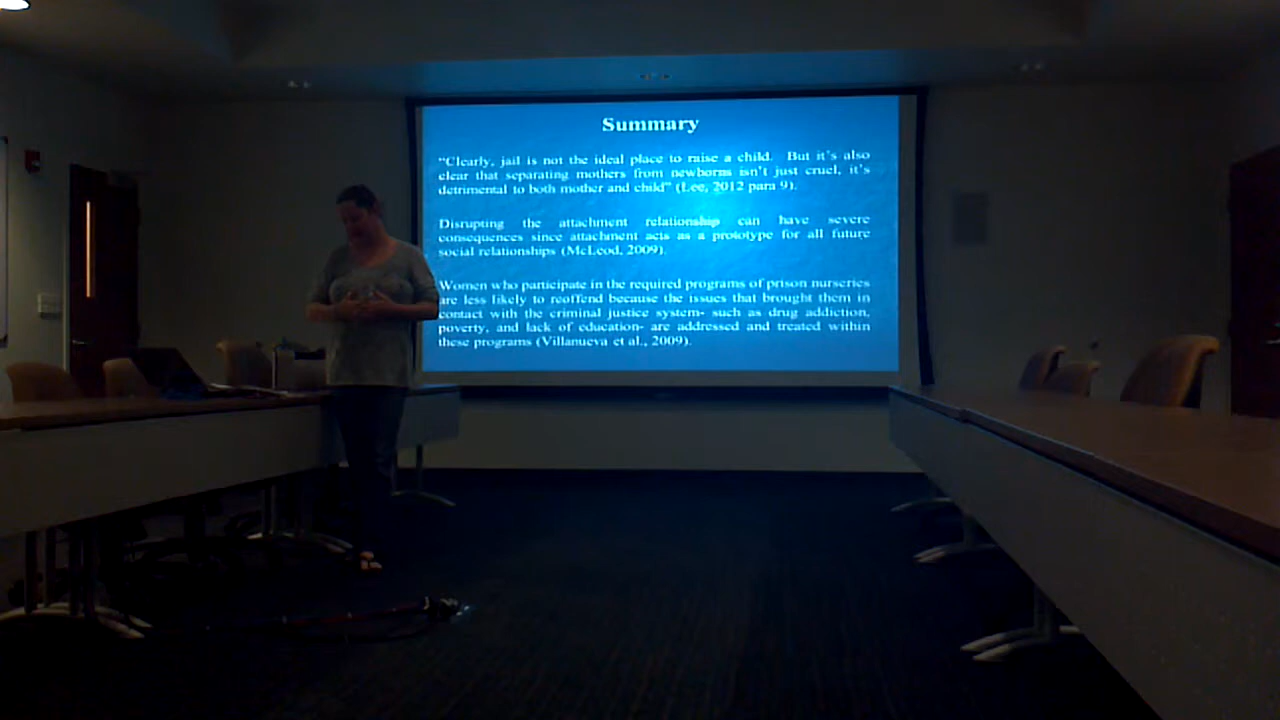 Summary
“Clearly, jail is not the ideal place to raise a child. But it’s also
clear that separating mothers from newborns isn’t just cruel, it’s
detrimental to both mother and child” (Lee, 2012 para 9).
Disrupting the attachment relationship can have severe
consequences since attachment acts as a prototype for all future
social relationships (McLeod, 2009).
Women who participate in the required programs of prison nurseries
are less likely to reoffend because the issues that brought them in
contact with the criminal justice system- such as drug addiction,
poverty, and lack of education- are addressed and treated within
these programs (Villanueva et al., 2009).